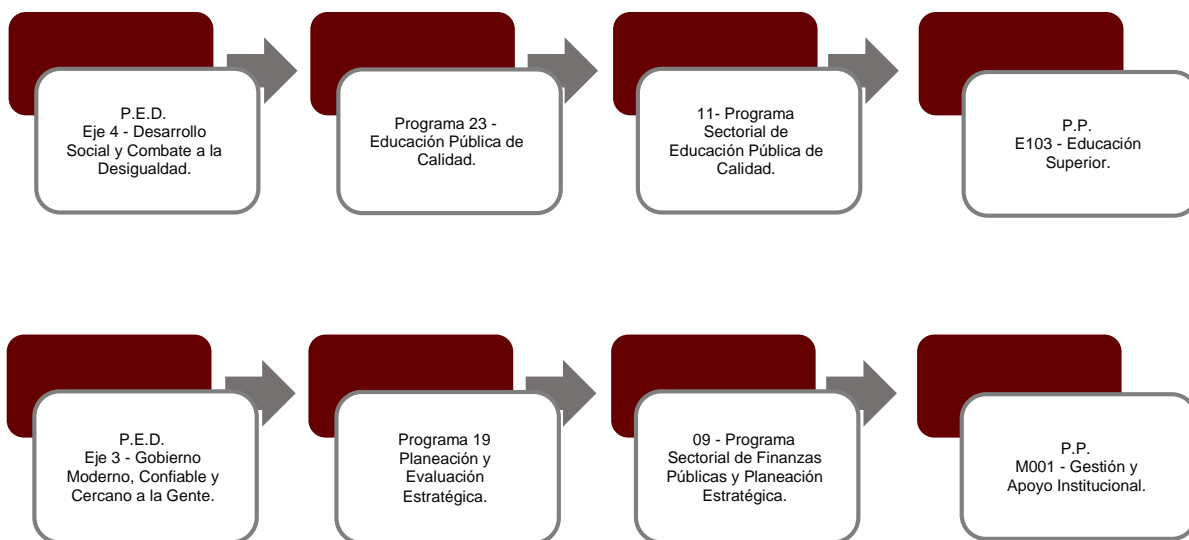 P.E.D.
Eje 4 - Desarrollo
Social y Combate a la
Desigualdad.
Programa 23 -
Educación Pública de
Calidad.
11- Programa
Sectorial de
Educación Pública de
Calidad.
P.P.
E103 - Educación
Superior.
P.E.D.
Eje 3 - Gobierno
Moderno, Confiable y
Cercano a la Gente.
Programa 19
Planeación y
Evaluación
Estratégica.
09 - Programa
Sectorial de Finanzas
Públicas y Planeación
Estratégica.
P.P.
M001 - Gestión y
Apoyo Institucional.